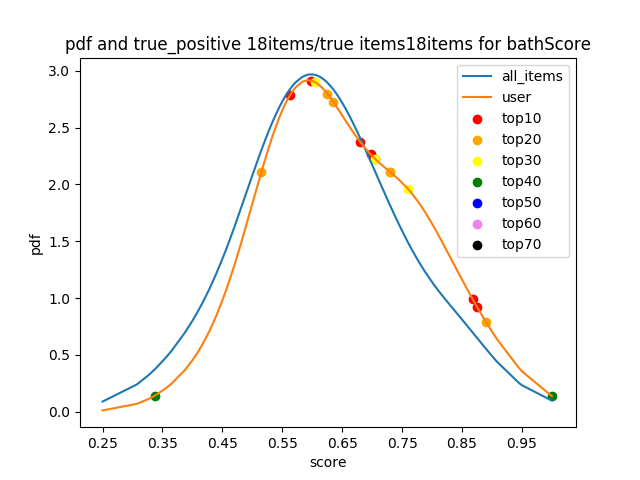 pdf and true_positive 18items/true items18items for bathScore
3.0
2.5
2.0
1.5
1.0
0.5
0.0
pdf
all_items
user
top10
top20
top30
top40
top50
top60
top70
0.25 0.35 0.45 0.55 0.65 0.75 0.85 0.95
score